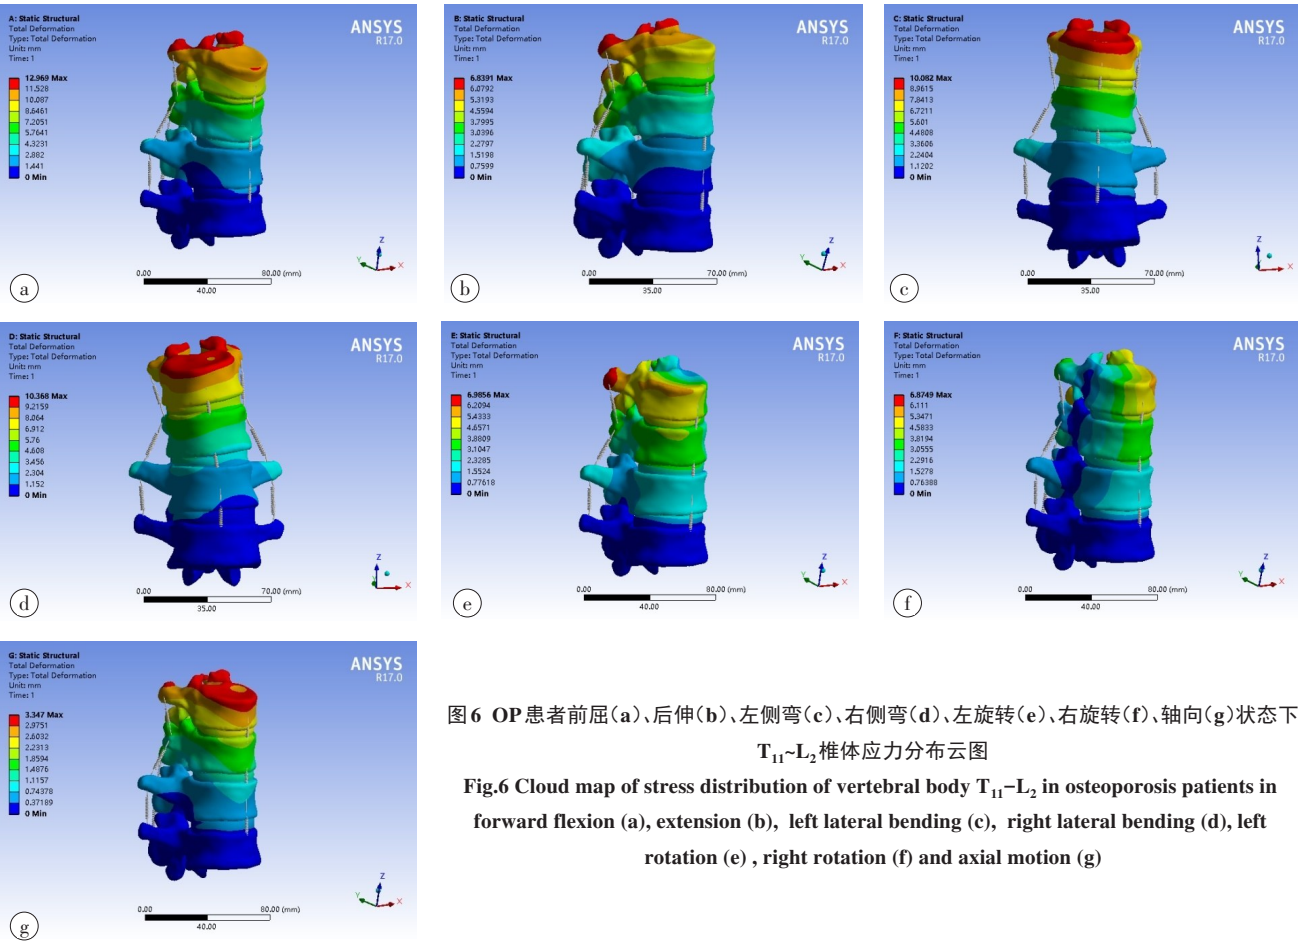 A: Static Structural
Total Deformation
Type: Total Deformation
Unit: mm
Time: 1
12.969 Max
11.528
10.087
8.6461
7.2051
5.7641
4.3231
2.882
1.441
0 Min
ANSYS
R17.0
Z
Y
X
0.00
80.00 (mm)
40.00
a
B: Static Structural
Total Deformation
Type: Total Deformation
Unit: mm
Time: 1
6.8391 Max
6.0792
5.3193
4.5594
3.7995
3.0396
2.2797
1.5198
0.7599
0 Min
ANSYS
R17.0
Z
Y
X
0.00
70.00 (mm)
35.00
b
C: Static Structural
Total Deformation
Type: Total Deformation
Unit: mm
Time: 1
10.082 Max
8.9615
7.8413
6.7211
5.601
4.4808
3.3606
2.2404
1.1202
0 Min
ANSYS
R17.0
Z
X
0.00
70.00 (mm)
35.00
c
D: Static Structural
Total Deformation
Type: Total Deformation
Unit: mm
Time: 1
10.368 Max
9.2159
8.064
6.912
5.76
4.608
3.456
2.304
1.152
0 Min
ANSYS
R17.0
Z
Y
X
0.00
70.00 (mm)
35.00
d
E: Static Structural
Total Deformation
Type: Total Deformation
Unit: mm
Time: 1
6.9856 Max
6.2094
5.4333
4.6571
3.8809
3.1047
2.3285
1.5524
0.77618
0 Min
ANSYS
R17.0
Z
Y
X
0.00
80.00 (mm)
40.00
e
F: Static Structural
Total Deformation
Type: Total Deformation
Unit: mm
Time: 1
6.8749 Max
6.111
5.3471
4.5833
3.8194
3.0555
2.2916
1.5278
0.76388
0 Min
ANSYS
R17.0
Z
Y
X
0.00
80.00 (mm)
40.00
f
G: Static Structural
Total Deformation
Type: Total Deformation
Unit: mm
Time: 1
3.347 Max
2.9751
2.6032
2.2313
1.8594
1.4876
1.1157
0.74378
0.37189
0 Min
ANSYS
R17.0
Z
Y
X
0.00
80.00 (mm)
40.00
g
图6 OP患者前屈(a)、后伸(b)、左侧弯(c)、右侧弯(d)、左旋转(e)、右旋转(f)、轴向(g)状态下
T11~L2椎体应力分布云图
Fig.6 Cloud map of stress distribution of vertebral body T11-L2 in osteoporosis patients in
forward flexion (a), extension (b), left lateral bending (c), right lateral bending (d), left
rotation (e) , right rotation (f) and axial motion (g)